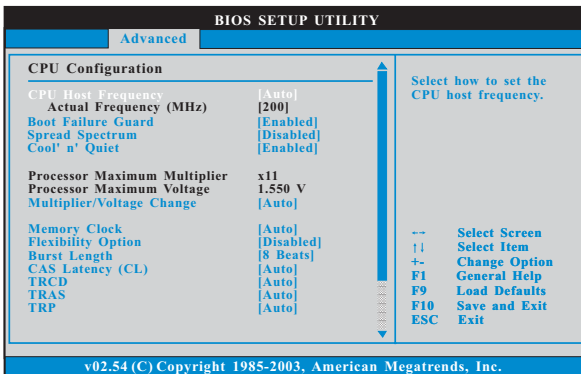 BIOS SETUP UTILITY
Advanced
CPU Configuration
CPU Host Frequency [Auto]
Actual Frequency (MHz) [200]
Boot Failure Guard [Enabled]
Spread Spectrum [Disabled]
Cool' n' Quiet [Enabled]
Processor Maximum Multiplier x11
Processor Maximum Voltage 1.550 V
Multiplier/Voltage Change [Auto]
Memory Clock [Auto]
Flexibility Option [Disabled]
Burst Length [8 Beats]
CAS Latency (CL) [Auto]
TRCD [Auto]
TRAS [Auto]
TRP [Auto]
Select how to set the
CPU host frequency.
←→ Select Screen
↑↓ Select Item
+- Change Option
F1 General Help
F9 Load Defaults
F10 Save and Exit
ESC Exit
v02.54 (C) Copyright 1985-2003, American Megatrends, Inc.